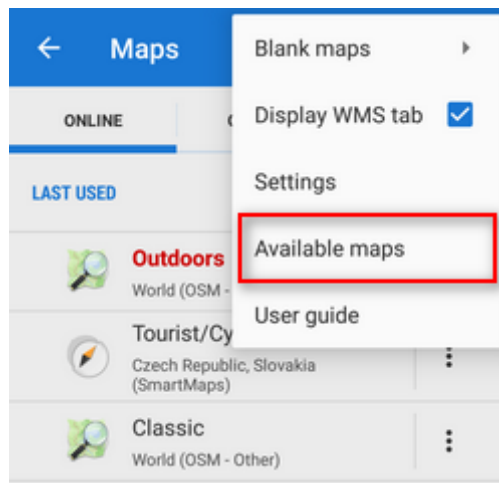 Maps
Blank maps
Display WMS tab
ONLINE
Settings
LAST USED
Available maps
Outdoors
World (OSM -
User guide
Tourist/Cy
Czech Republic, Slovakia
(SmartMaps)
Classic
World (OSM - Other)